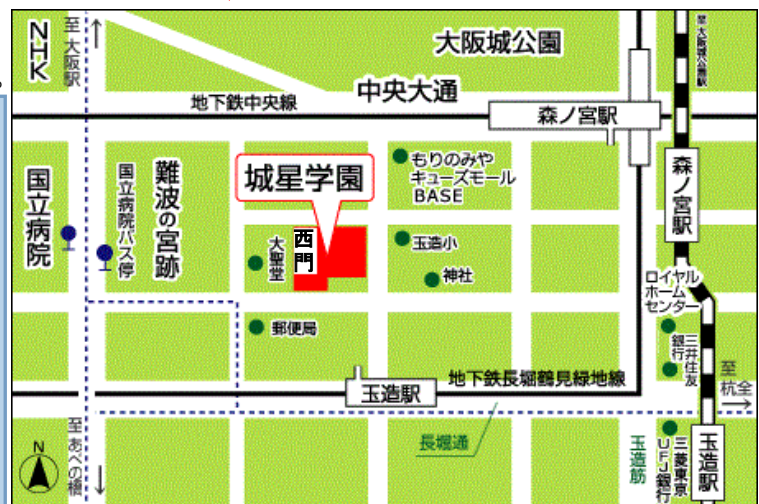 NHK
至 大阪駅
大阪城公園
至 大阪城公園駅
中央大通
地下鉄中央線
森ノ宮駅
国立病院
国立病院バス停
難波の宮跡
城星学園
もりのみや
キューズモール
BASE
森ノ宮駅
西門
大聖堂
玉造小
神社
ロイヤル
ホーム
センター
郵便局
三井住友
銀行
地下鉄長堀鶴見緑地線
玉造駅
至
杭全
長堀通
至 あべの橋
N
玉造筋
三菱東京
UFJ銀行
玉造駅